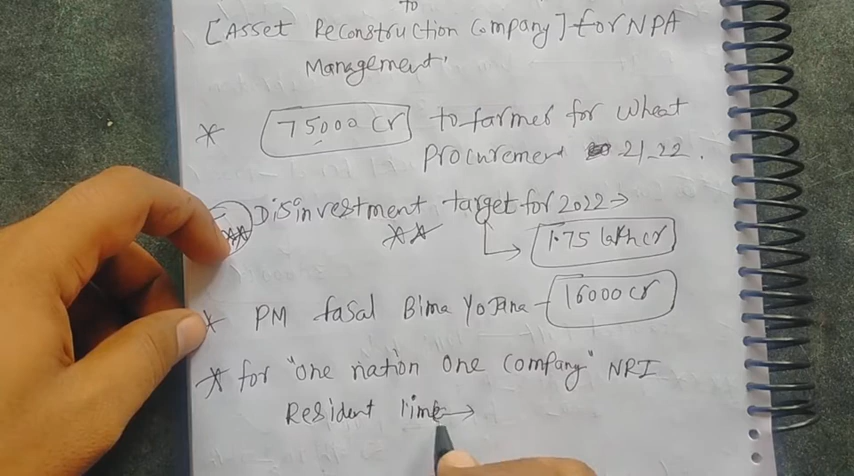 to
[Asset Reconstruction Company] for NPA
Management.
* 75000 cr to farmer for wheat
Procurement 21-22.
** Disinvestment target for 2022 →
** → 1.75 lakh cr
* PM fasal Bima Yojana - 16000 cr
* for "one nation one company" NRI
Resident lime →